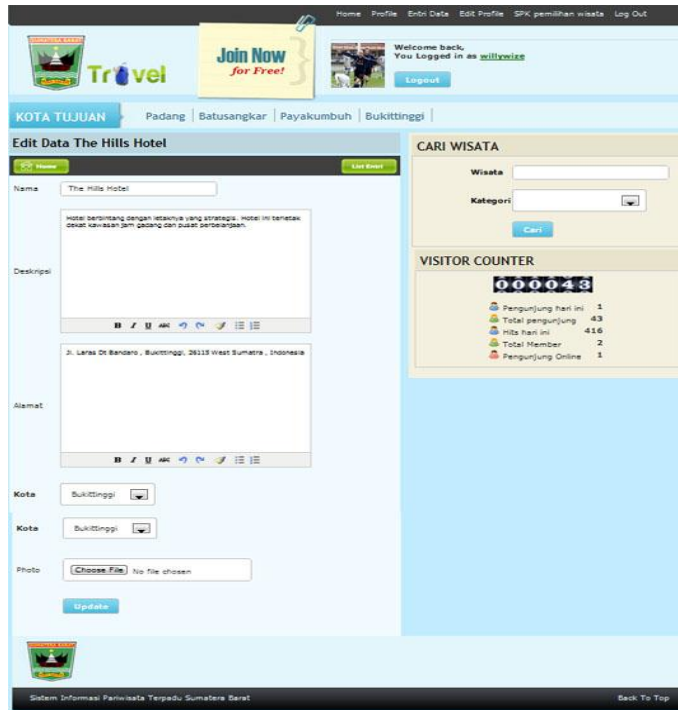 Home Profile Entri Data Edit Profile SPK pemilihan wisata Log Out
SUMATERA BARAT
Travel
Join Now
for Free!
Welcome back,
You Logged in as willywize
Logout
KOTA TUJUAN
Padang Batusangkar Payakumbuh Bukittinggi
Edit Data The Hills Hotel
Home List Entri
Nama The Hills Hotel
Deskripsi
Hotel berbintang dengan letaknya yang strategis. Hotel ini terletak
dekat kawasan jam gadang dan pusat perbelanjaan.
B I U ABC
Alamat
Jl. Laras Dt Bandaro , Bukittinggi, 26115 West Sumatra , Indonesia
B I U ABC
Kota Bukittinggi
Kota Bukittinggi
Photo Choose File No file chosen
Update
CARI WISATA
Wisata
Kategori
Cari
VISITOR COUNTER
000043
Pengunjung hari ini 1
Total pengunjung 43
Hits hari ini 416
Total Member 2
Pengunjung Online 1
Sistem Informasi Pariwisata Terpadu Sumatera Barat
Back To Top